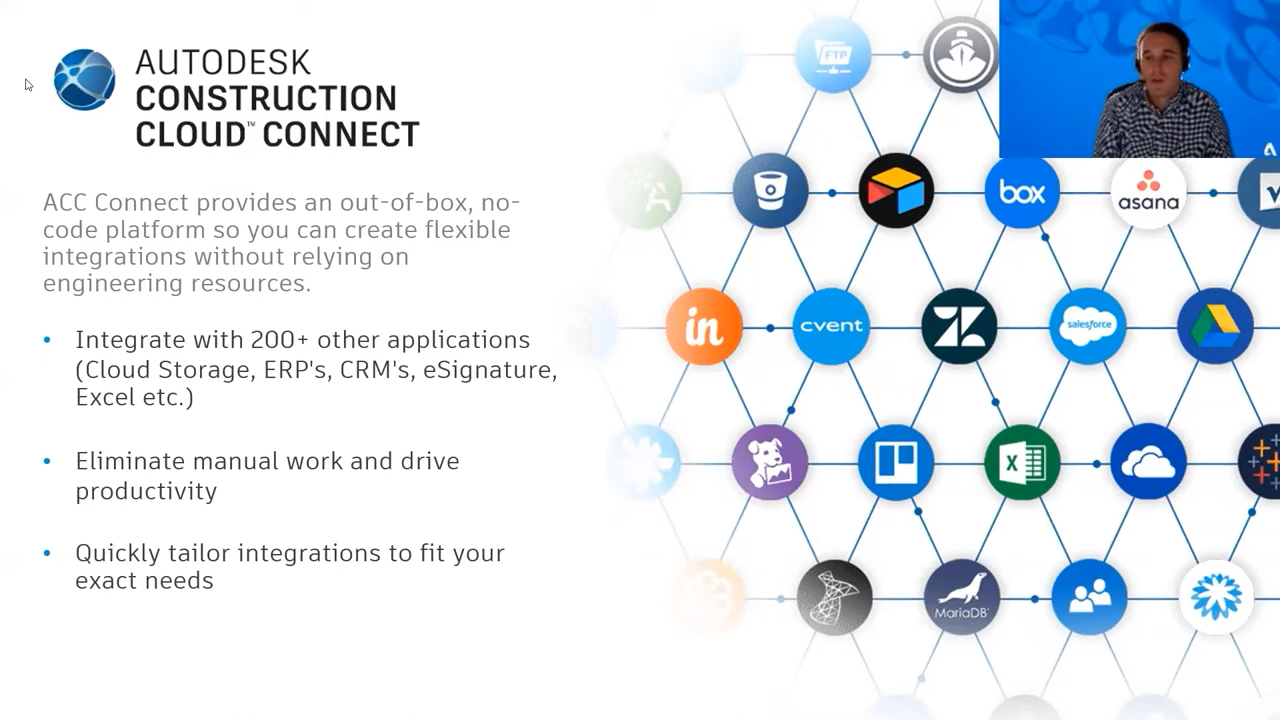 AUTODESK
CONSTRUCTION
CLOUD™ CONNECT
ACC Connect provides an out-of-box, no-
code platform so you can create flexible
integrations without relying on
engineering resources.
• Integrate with 200+ other applications
(Cloud Storage, ERP's, CRM's, eSignature,
Excel etc.)
• Eliminate manual work and drive
productivity
• Quickly tailor integrations to fit your
exact needs
FTP
box
asana
in
cvent
salesforce
X
MariaDB